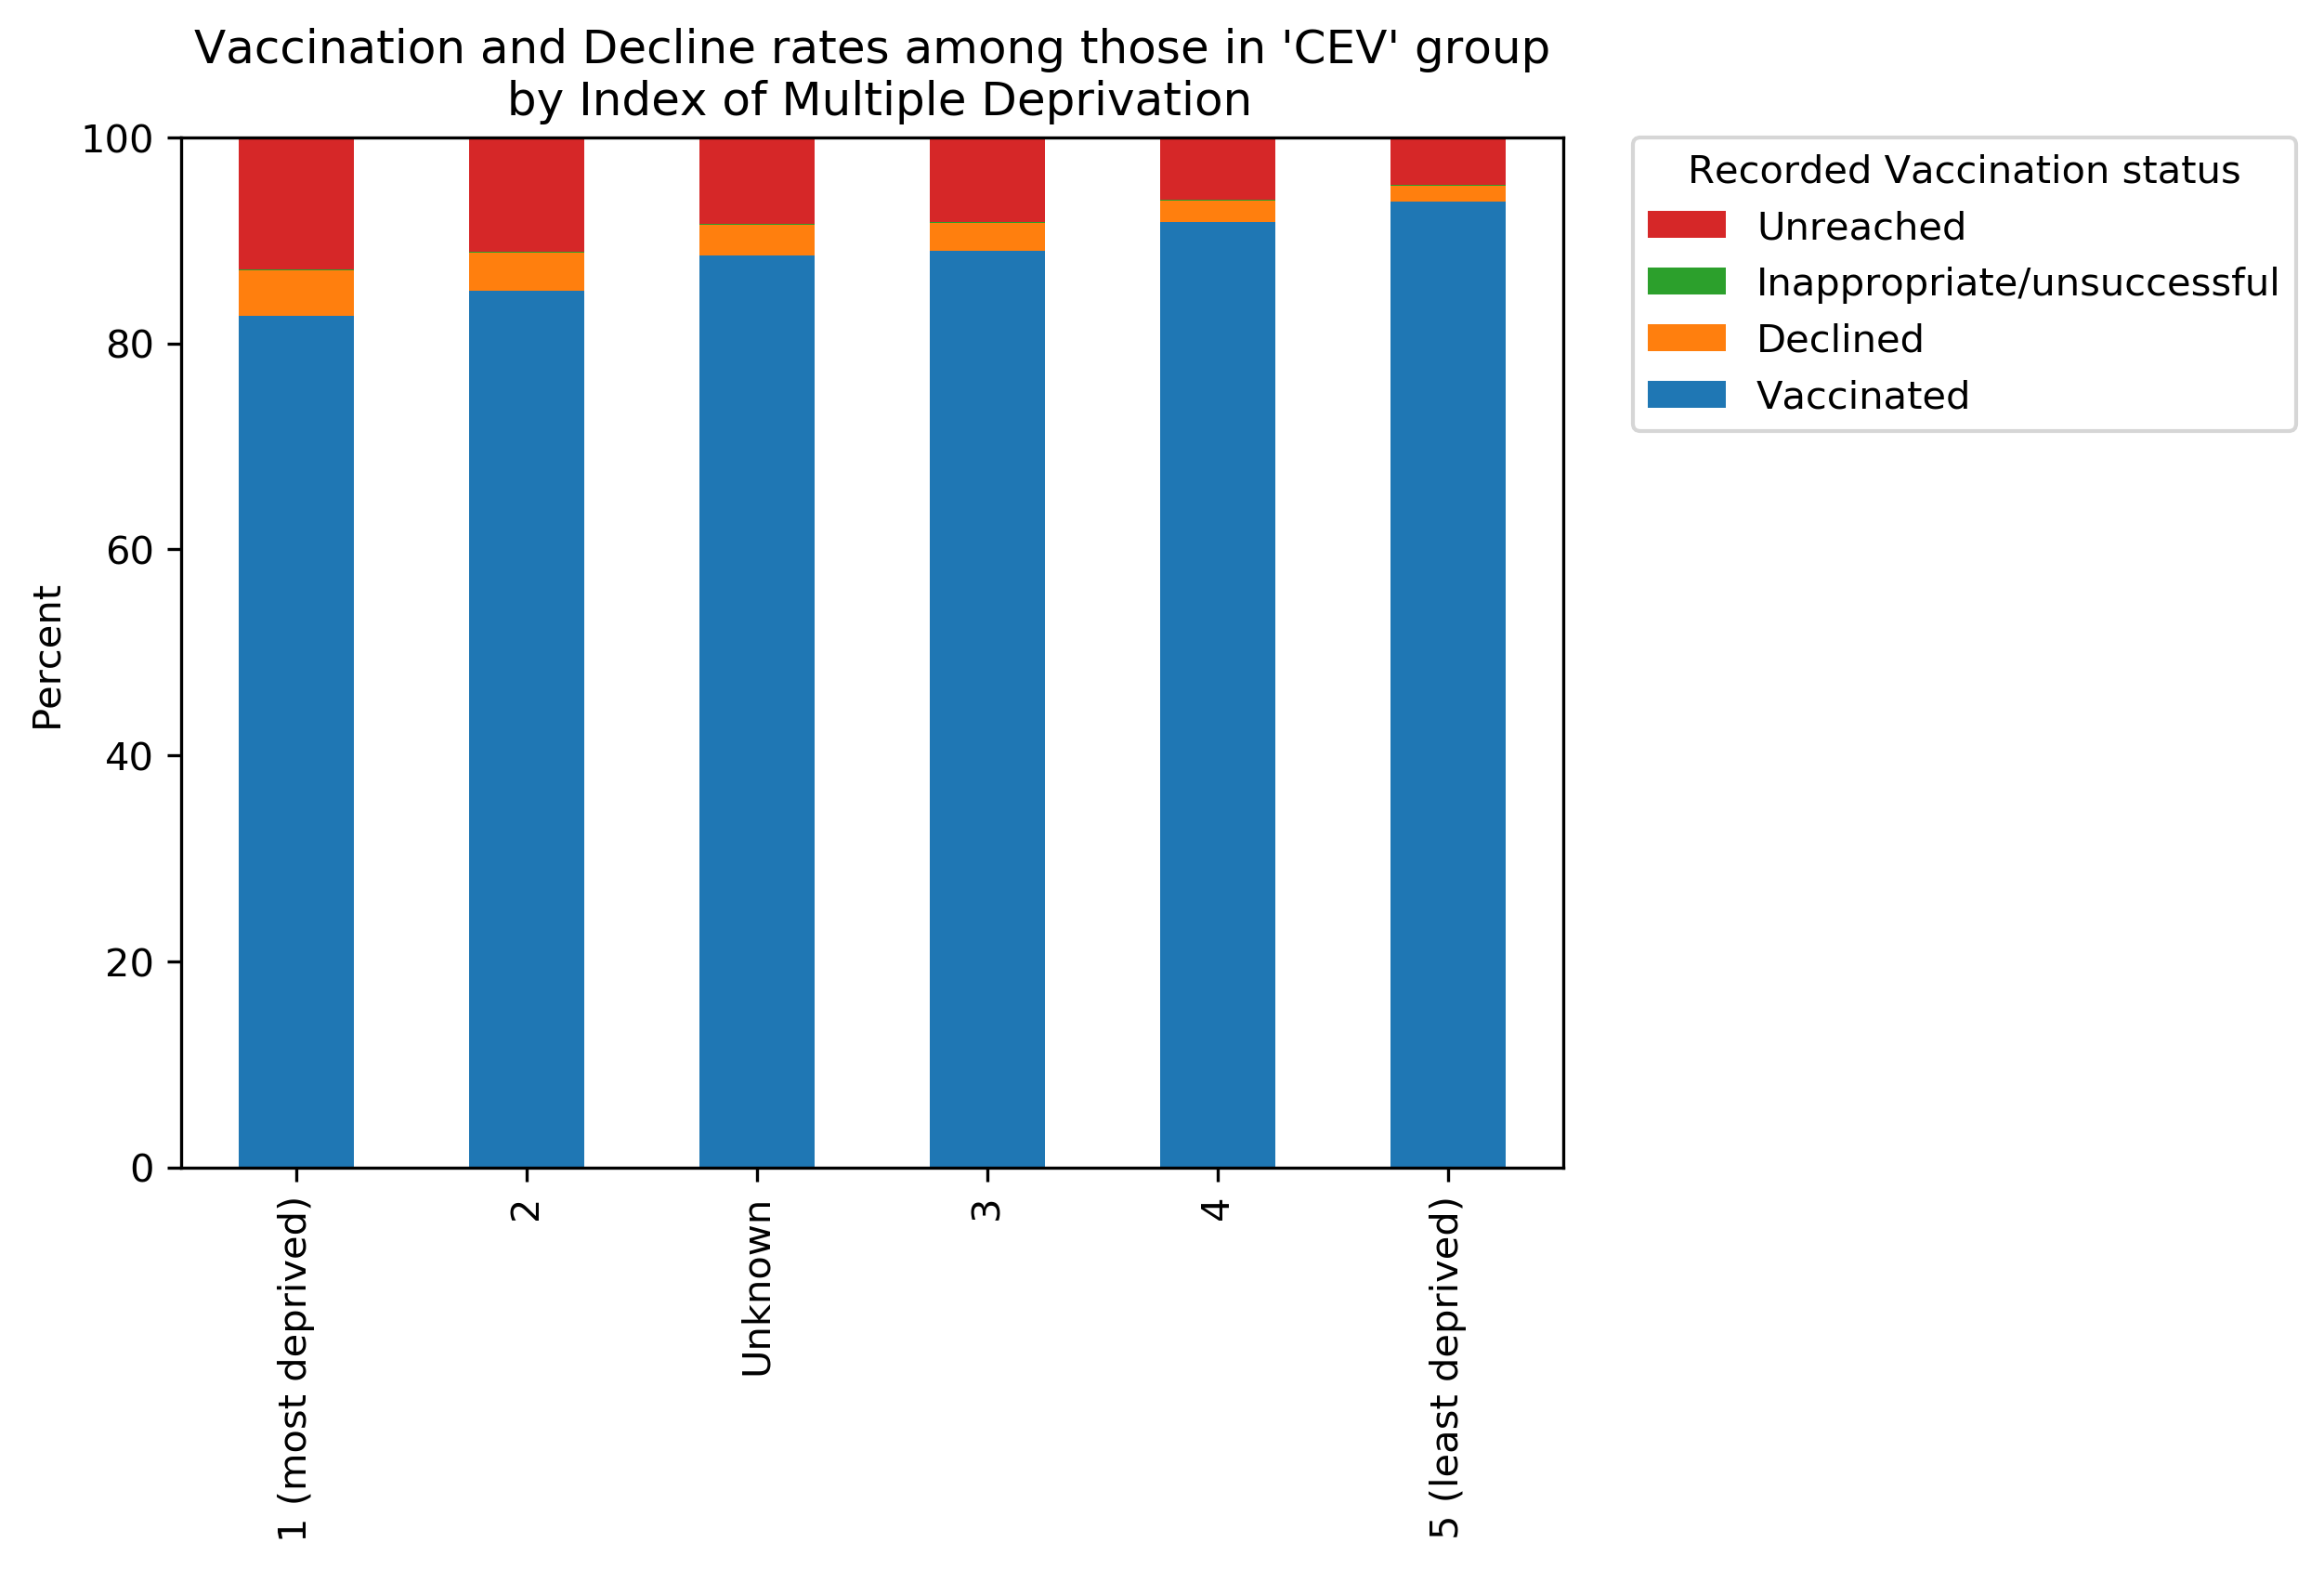 Vaccination and Decline rates among those in 'CEV' group
by Index of Multiple Deprivation
100
80
60
40
20
0
Percent
1 (most deprived)
2
Unknown
3
4
5 (least deprived)
Recorded Vaccination status
Unreached
Inappropriate/unsuccessful
Declined
Vaccinated